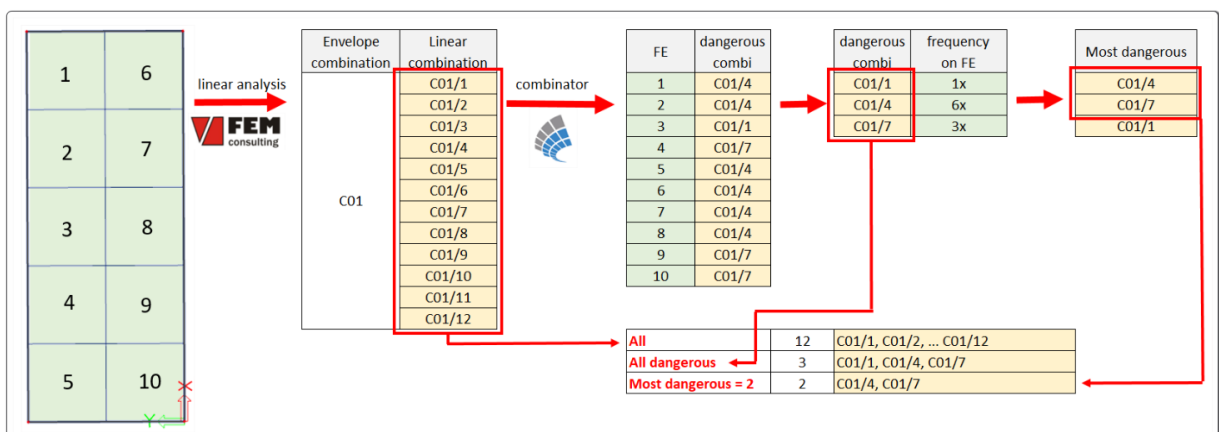 1 6
2 7
3 8
4 9
5 10
X
Y
linear analysis
FEM
consulting
Envelope combination
Linear combination
C01
C01/1
C01/2
C01/3
C01/4
C01/5
C01/6
C01/7
C01/8
C01/9
C01/10
C01/11
C01/12
combinator
FE dangerous combi
1 C01/4
2 C01/4
3 C01/1
4 C01/7
5 C01/4
6 C01/4
7 C01/4
8 C01/4
9 C01/7
10 C01/7
dangerous combi frequency on FE
C01/1 1x
C01/4 6x
C01/7 3x
Most dangerous
C01/4
C01/7
C01/1
All 12 C01/1, C01/2, ... C01/12
All dangerous 3 C01/1, C01/4, C01/7
Most dangerous = 2 2 C01/4, C01/7